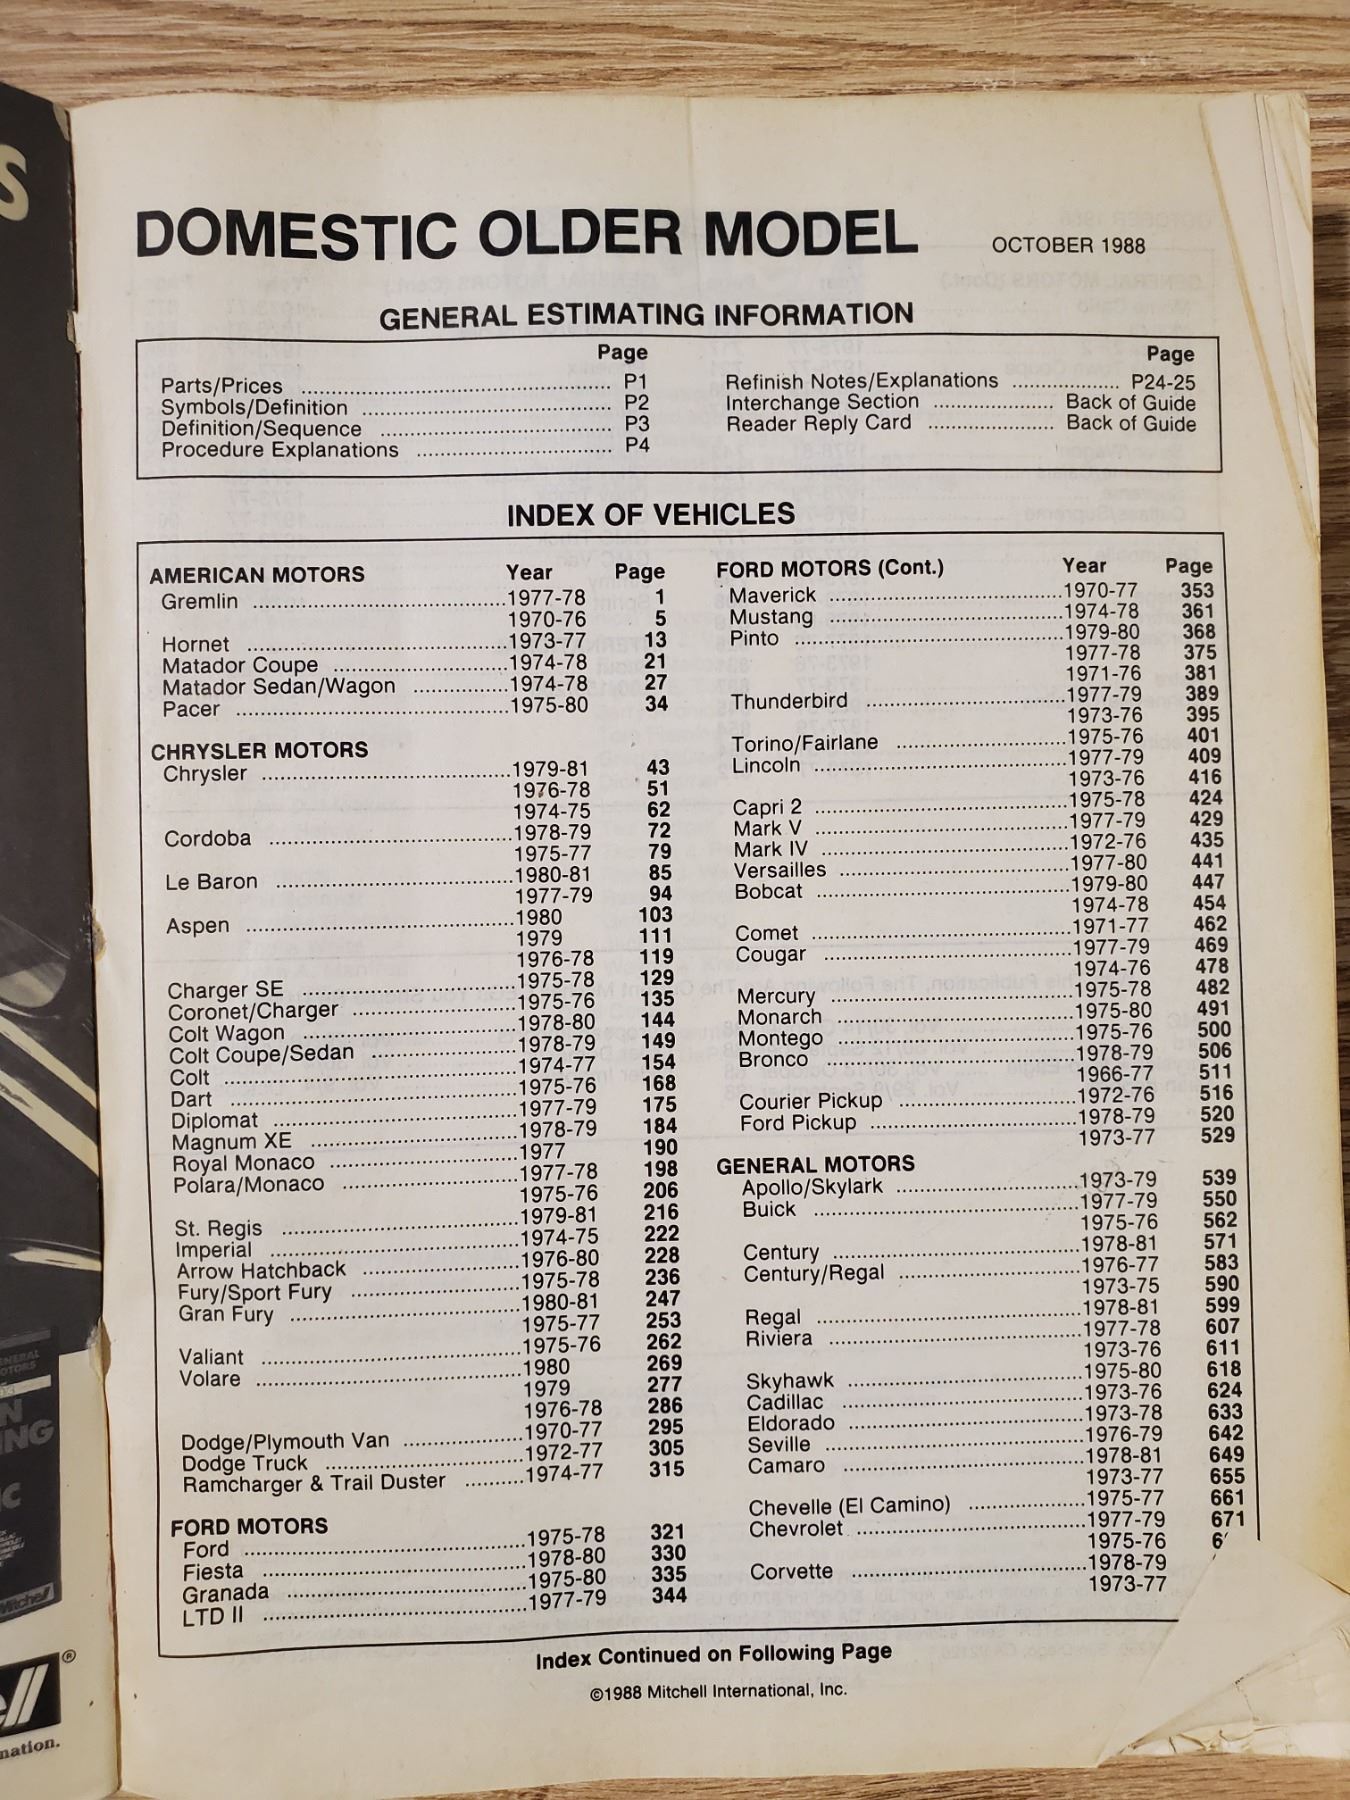 S
DOMESTIC OLDER MODEL
OCTOBER 1988
GENERAL ESTIMATING INFORMATION
Page
Parts/Prices ........ P1
Symbols/Definition ........ P2
Definition/Sequence ........ P3
Procedure Explanations ........ P4
Page
Refinish Notes/Explanations ........ P24-25
Interchange Section ........ Back of Guide
Reader Reply Card ........ Back of Guide
INDEX OF VEHICLES
AMERICAN MOTORS Year Page
Gremlin ........ 1977-78 1
1970-76 5
Hornet ........ 1973-77 13
Matador Coupe ........ 1974-78 21
Matador Sedan/Wagon ........ 1974-78 27
Pacer ........ 1975-80 34
CHRYSLER MOTORS
Chrysler ........ 1979-81 43
1976-78 51
1974-75 62
Cordoba ........ 1978-79 72
1975-77 79
Le Baron ........ 1980-81 85
1977-79 94
Aspen ........ 1980 103
1979 111
1976-78 119
Charger SE ........ 1975-78 129
Coronet/Charger ........ 1975-76 135
Colt Wagon ........ 1978-80 144
Colt Coupe/Sedan ........ 1978-79 149
Colt ........ 1974-77 154
Dart ........ 1975-76 168
Diplomat ........ 1977-79 175
Magnum XE ........ 1978-79 184
Royal Monaco ........ 1977 190
Polara/Monaco ........ 1977-78 198
1975-76 206
St. Regis ........ 1979-81 216
Imperial ........ 1974-75 222
Arrow Hatchback ........ 1976-80 228
Fury/Sport Fury ........ 1975-78 236
Gran Fury ........ 1980-81 247
1975-77 253
Valiant ........ 1975-76 262
Volare ........ 1980 269
1979 277
1976-78 286
Dodge/Plymouth Van ........ 1970-77 295
Dodge Truck ........ 1972-77 305
Ramcharger & Trail Duster ........ 1974-77 315
FORD MOTORS
Ford ........ 1975-78 321
Fiesta ........ 1978-80 330
Granada ........ 1975-80 335
LTD II ........ 1977-79 344
FORD MOTORS (Cont.) Year Page
Maverick ........ 1970-77 353
Mustang ........ 1974-78 361
Pinto ........ 1979-80 368
1977-78 375
1971-76 381
Thunderbird ........ 1977-79 389
1973-76 395
Torino/Fairlane ........ 1975-76 401
Lincoln ........ 1977-79 409
1973-76 416
Capri 2 ........ 1975-78 424
Mark V ........ 1977-79 429
Mark IV ........ 1972-76 435
Versailles ........ 1977-80 441
Bobcat ........ 1979-80 447
1974-78 454
Comet ........ 1971-77 462
Cougar ........ 1977-79 469
1974-76 478
Mercury ........ 1975-78 482
Monarch ........ 1975-80 491
Montego ........ 1975-76 500
Bronco ........ 1978-79 506
1966-77 511
Courier Pickup ........ 1972-76 516
Ford Pickup ........ 1978-79 520
1973-77 529
GENERAL MOTORS
Apollo/Skylark ........ 1973-79 539
Buick ........ 1977-79 550
1975-76 562
Century ........ 1978-81 571
Century/Regal ........ 1976-77 583
1973-75 590
Regal ........ 1978-81 599
Riviera ........ 1977-78 607
1973-76 611
Skyhawk ........ 1975-80 618
Cadillac ........ 1973-76 624
Eldorado ........ 1973-78 633
Seville ........ 1976-79 642
Camaro ........ 1978-81 649
1973-77 655
Chevelle (El Camino) ........ 1975-77 661
Chevrolet ........ 1977-79 671
1975-76
Corvette ........ 1978-79
1973-77
Index Continued on Following Page
©1988 Mitchell International, Inc.